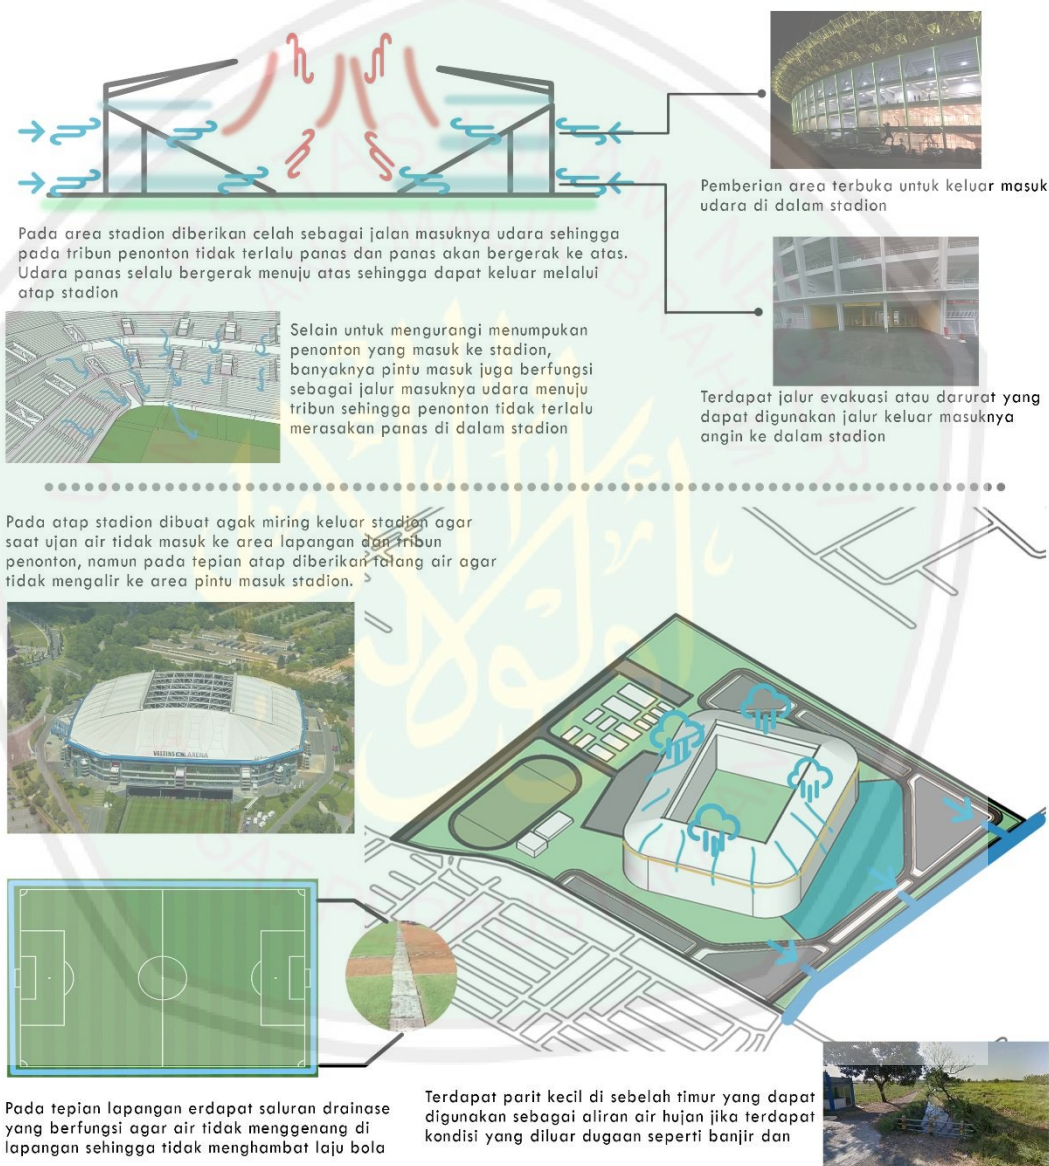 Pemberian area terbuka untuk keluar masuk
udara di dalam stadion
Pada area stadion diberikan celah sebagai jalan masuknya udara sehingga
pada tribun penonton tidak terlalu panas dan panas akan bergerak ke atas.
Udara panas selalu bergerak menuju atas sehingga dapat keluar melalui
atap stadion
Selain untuk mengurangi menumpukan
penonton yang masuk ke stadion,
banyaknya pintu masuk juga berfungsi
sebagai jalur masuknya udara menuju
tribun sehingga penonton tidak terlalu
merasakan panas di dalam stadion
Terdapat jalur evakuasi atau darurat yang
dapat digunakan jalur keluar masuknya
angin ke dalam stadion
Pada atap stadion dibuat agak miring keluar stadion agar
saat ujan air tidak masuk ke area lapangan dan tribun
penonton, namun pada tepian atap diberikan talang air agar
tidak mengalir ke area pintu masuk stadion.
VELTINS ARENA
Pada tepian lapangan erdapat saluran drainase
yang berfungsi agar air tidak menggenang di
lapangan sehingga tidak menghambat laju bola
Terdapat parit kecil di sebelah timur yang dapat
digunakan sebagai aliran air hujan jika terdapat
kondisi yang diluar dugaan seperti banjir dan